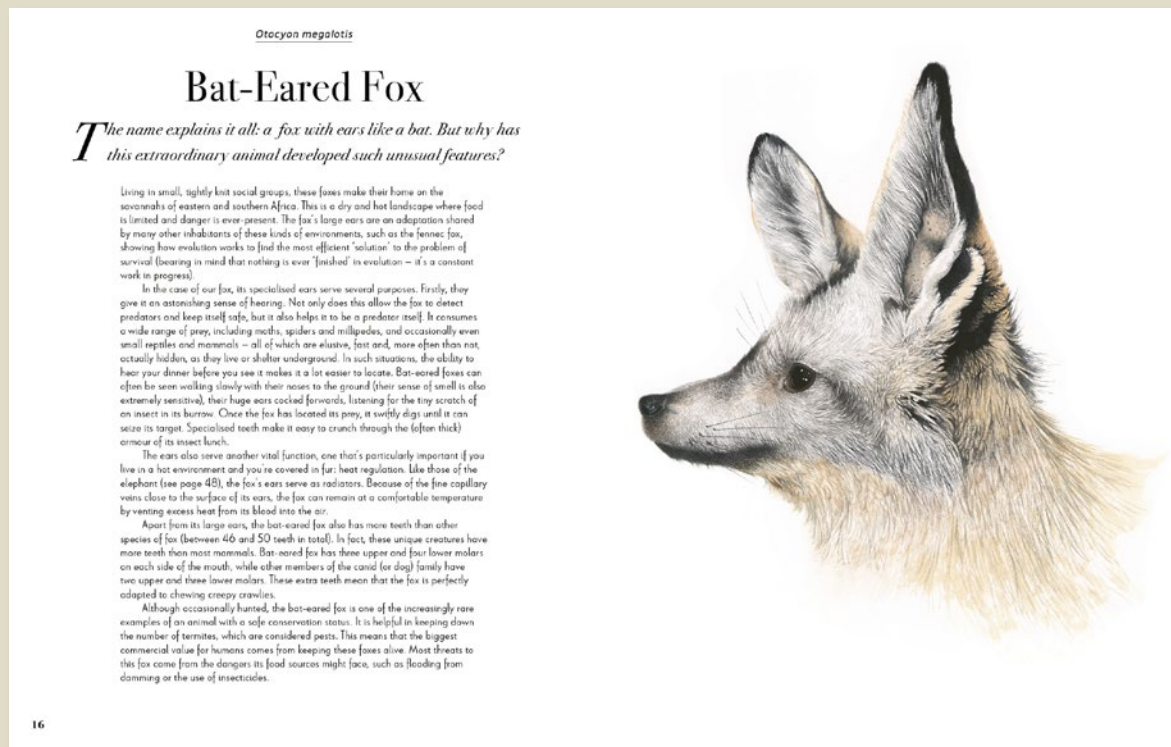 Otocyon megalotis
Bat-Eared Fox
The name explains it all: a fox with ears like a bat. But why has
this extraordinary animal developed such unusual features?
Living in small, tightly knit social groups, these foxes make their home on the
savannahs of eastern and southern Africa. This is a dry and hot landscape where food
is limited and danger is ever-present. The fox's large ears are an adaptation shared
by many other inhabitants of these kinds of environments, such as the fennec fox,
showing how evolution works to find the most efficient 'solution' to the problem of
survival (bearing in mind that nothing is ever 'finished' in evolution – it's a constant
work in progress).
In the case of our fox, its specialised ears serve several purposes. Firstly, they
give it an astonishing sense of hearing. Not only does this allow the fox to detect
predators and keep itself safe, but it also helps it to be a predator itself. It consumes
a wide range of prey, including moths, spiders and millipedes, and occasionally even
small reptiles and mammals – all of which are elusive, fast and, more often than not,
actually hidden, as they live or shelter underground. In such situations, the ability to
hear your dinner before you see it makes it a lot easier to locate. Bat-eared foxes can
often be seen walking slowly with their noses to the ground (their sense of smell is also
extremely sensitive), their huge ears cocked forwards, listening for the tiny scratch of
an insect in its burrow. Once the fox has located its prey, it swiftly digs until it can
seize its target. Specialised teeth make it easy to crunch through the (often thick)
armour of its insect lunch.
The ears also serve another vital function, one that's particularly important if you
live in a hot environment and you're covered in fur: heat regulation. Like those of the
elephant (see page 48), the fox's ears serve as radiators. Because of the fine capillary
veins close to the surface of its ears, the fox can remain at a comfortable temperature
by venting excess heat from its blood into the air.
Apart from its large ears, the bat-eared fox also has more teeth than other
species of fox (between 46 and 50 teeth in total). In fact, these unique creatures have
more teeth than most mammals. Bat-eared fox has three upper and four lower molars
on each side of the mouth, while other members of the canid (or dog) family have
two upper and three lower molars. These extra teeth mean that the fox is perfectly
adapted to chewing creepy crawlies.
Although occasionally hunted, the bat-eared fox is one of the increasingly rare
examples of an animal with a safe conservation status. It is helpful in keeping down
the number of termites, which are considered pests. This means that the biggest
commercial value for humans comes from keeping these foxes alive. Most threats to
this fox come from the dangers its food sources might face, such as flooding from
damming or the use of insecticides.
16